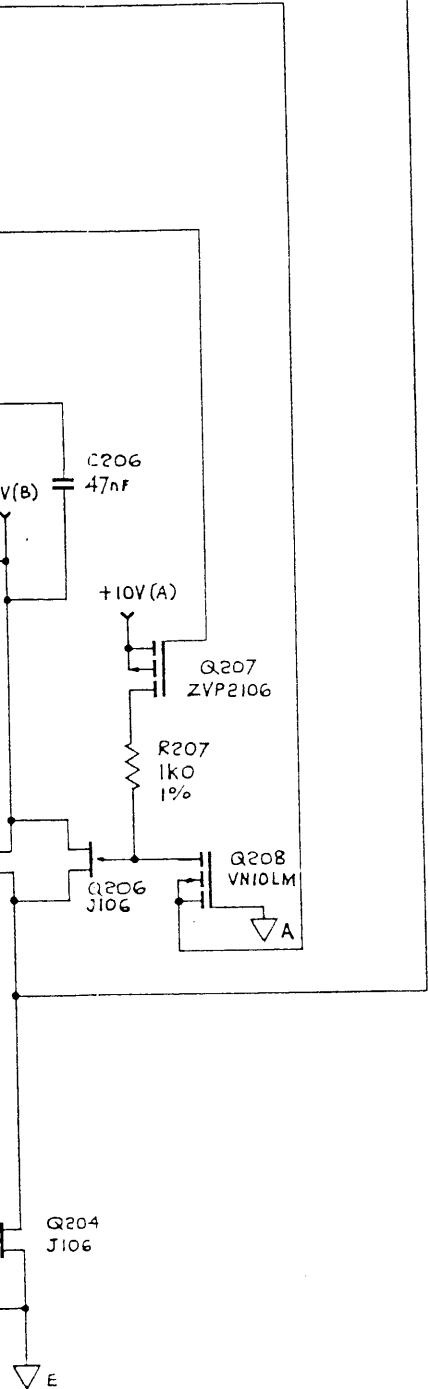 C206
47nF
V(B)
+10V(A)
Q207
ZVP2106
R207
1k0
1%
Q208
VN10LM
Q206
J106
A
Q204
J106
E